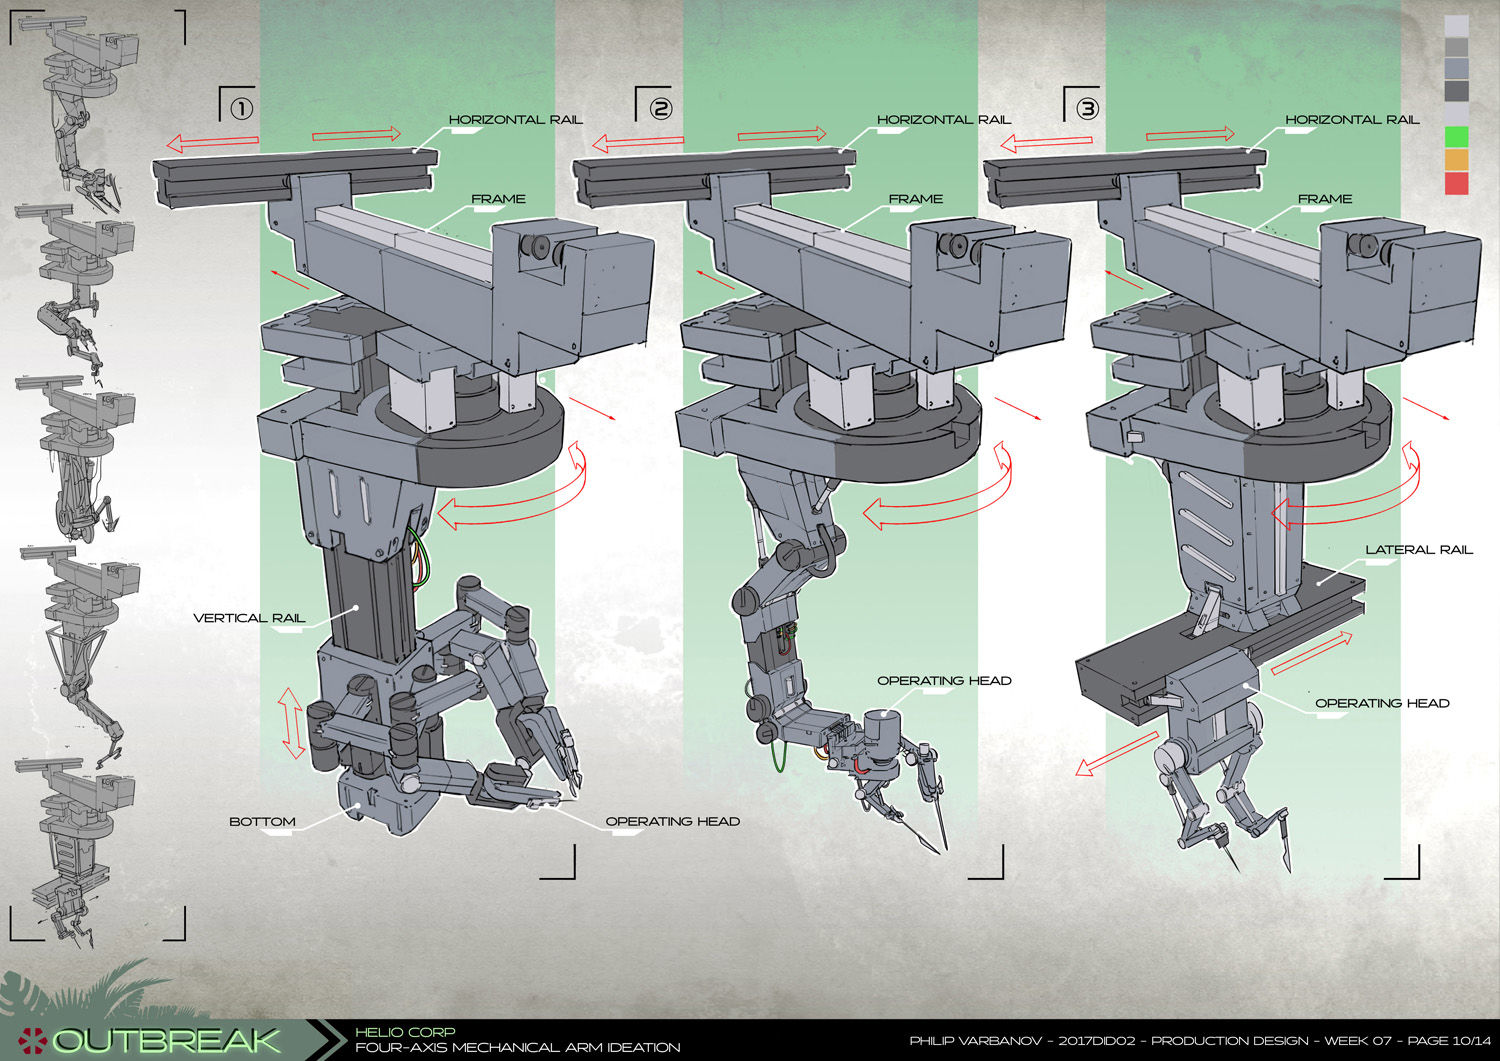 ①
HORIZONTAL RAIL
FRAME
VERTICAL RAIL
BOTTOM
OPERATING HEAD
②
HORIZONTAL RAIL
FRAME
OPERATING HEAD
③
HORIZONTAL RAIL
FRAME
LATERAL RAIL
OPERATING HEAD
OUTBREAK
HELIO CORP
FOUR-AXIS MECHANICAL ARM IDEATION
PHILIP VARBANOV - 2017DID02 - PRODUCTION DESIGN - WEEK 07 - PAGE 10/14